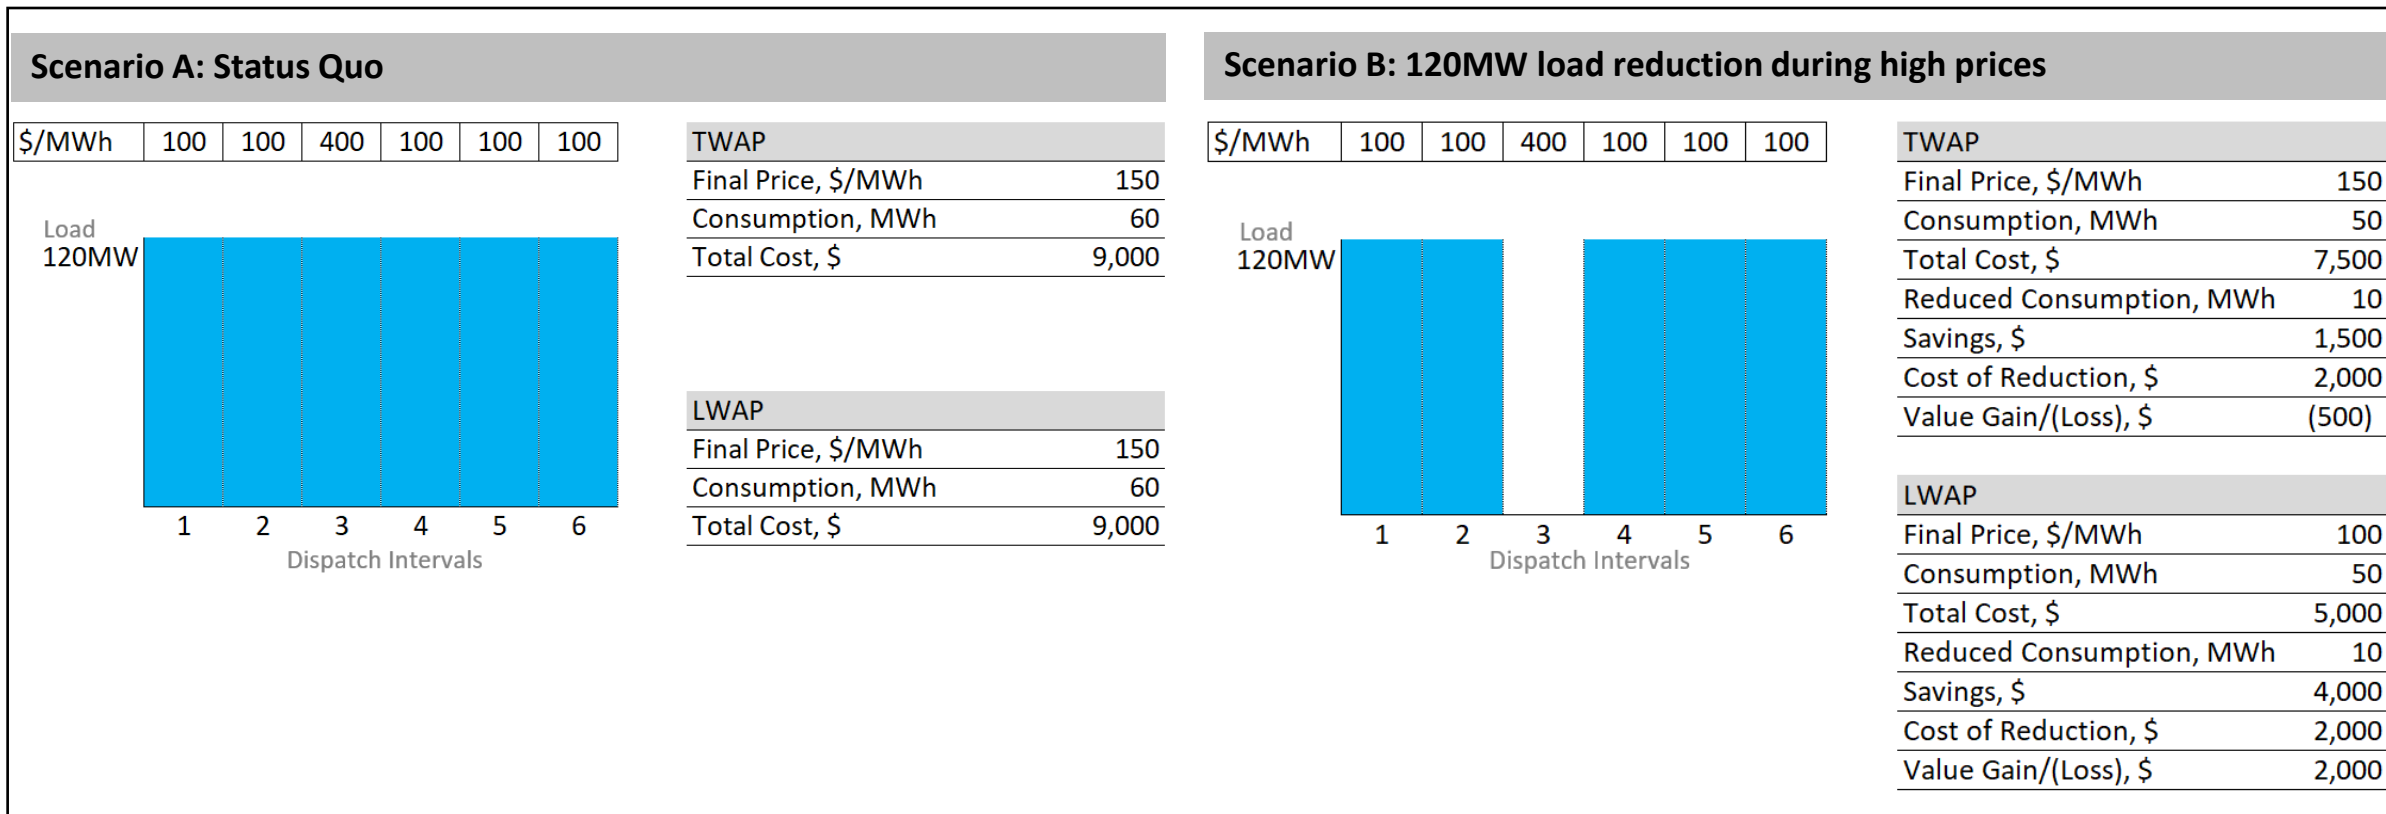 Scenario A: Status Quo
$/MWh 100 100 400 100 100 100
Load
120MW
1 2 3 4 5 6
Dispatch Intervals
TWAP
Final Price, $/MWh 150
Consumption, MWh 60
Total Cost, $ 9,000
LWAP
Final Price, $/MWh 150
Consumption, MWh 60
Total Cost, $ 9,000
Scenario B: 120MW load reduction during high prices
$/MWh 100 100 400 100 100 100
Load
120MW
1 2 3 4 5 6
Dispatch Intervals
TWAP
Final Price, $/MWh 150
Consumption, MWh 50
Total Cost, $ 7,500
Reduced Consumption, MWh 10
Savings, $ 1,500
Cost of Reduction, $ 2,000
Value Gain/(Loss), $ (500)
LWAP
Final Price, $/MWh 100
Consumption, MWh 50
Total Cost, $ 5,000
Reduced Consumption, MWh 10
Savings, $ 4,000
Cost of Reduction, $ 2,000
Value Gain/(Loss), $ 2,000